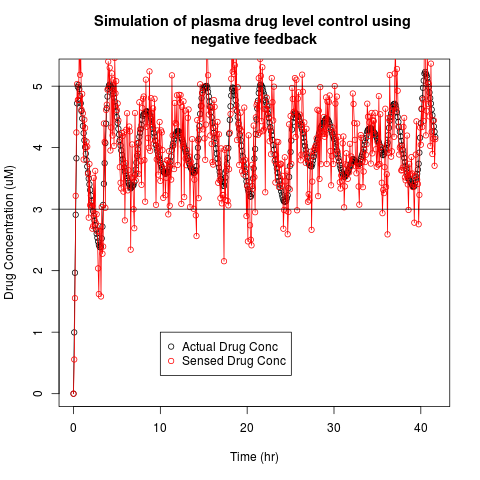 Simulation of plasma drug level control using
negative feedback
Drug Concentration (uM)
5
4
3
2
1
0
Actual Drug Conc
Sensed Drug Conc
0
10
20
30
40
Time (hr)